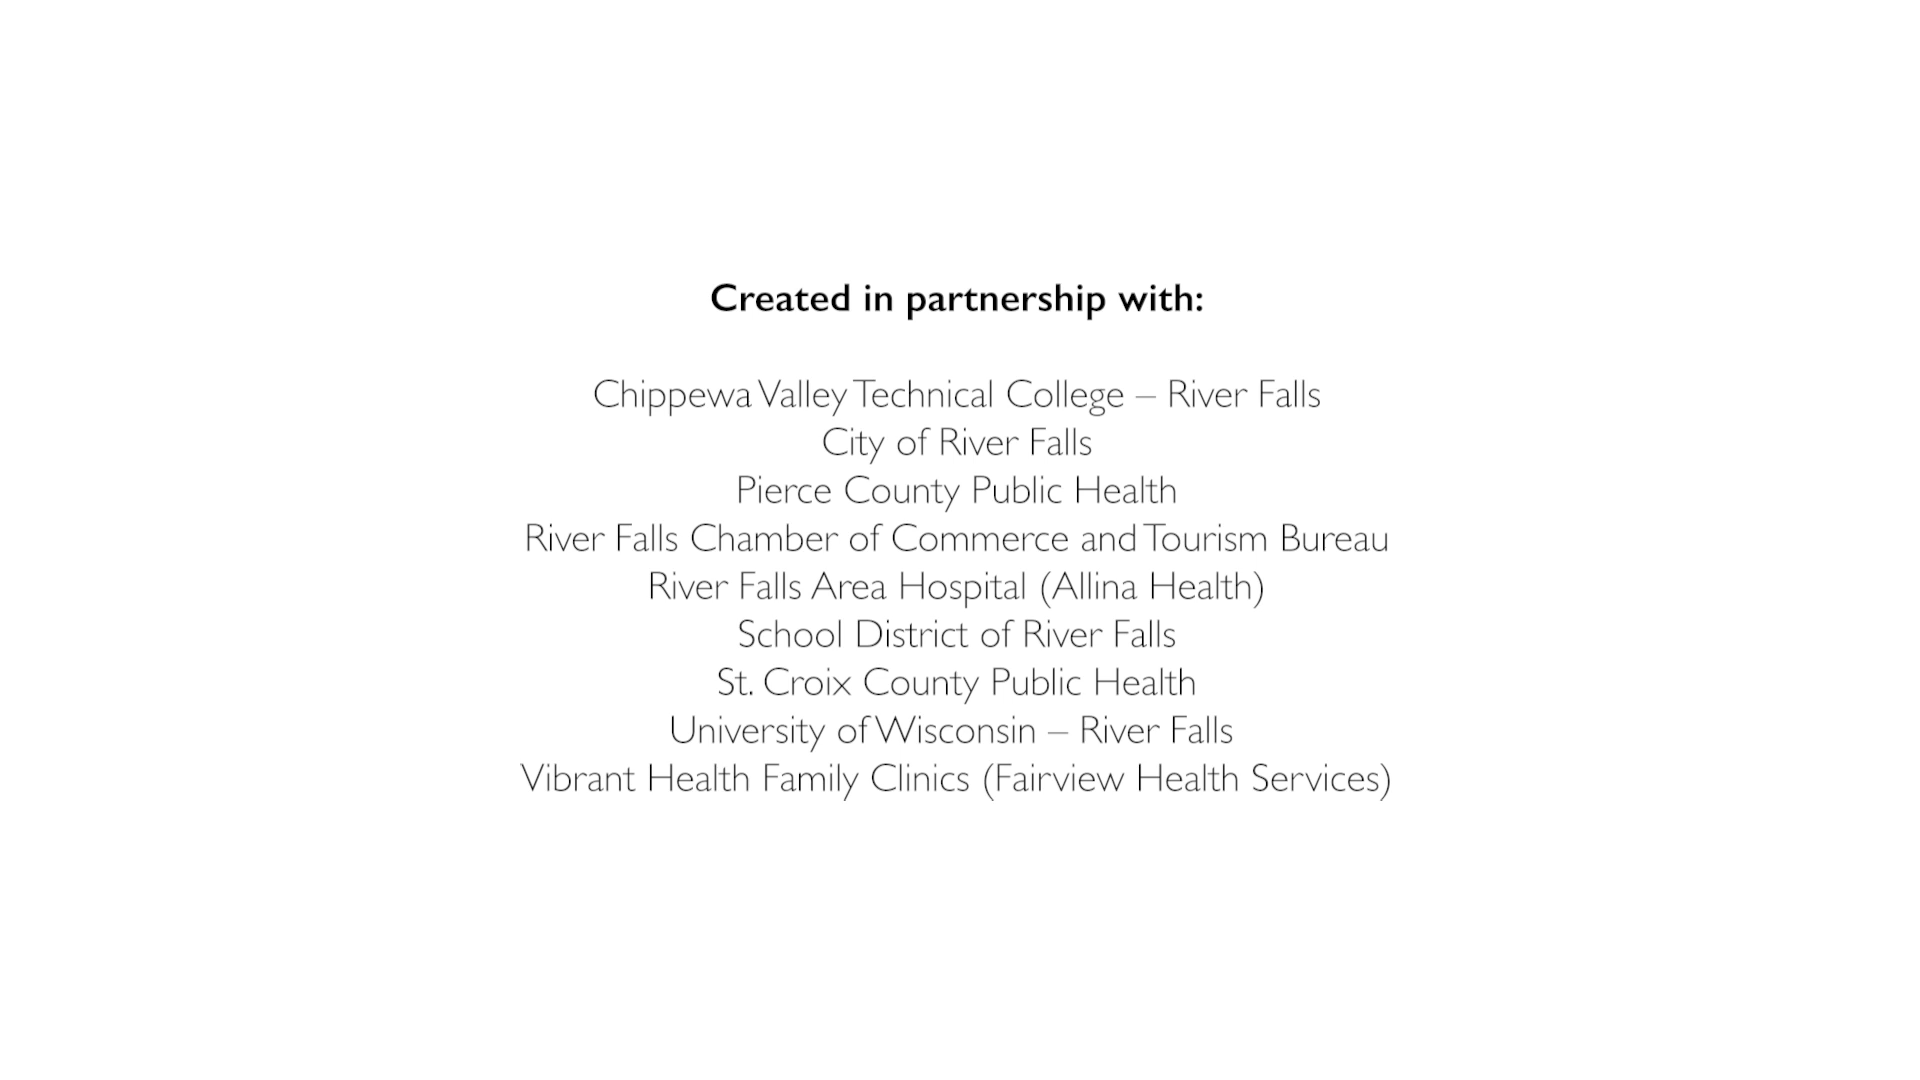 Created in partnership with:
Chippewa Valley Technical College – River Falls
City of River Falls
Pierce County Public Health
River Falls Chamber of Commerce and Tourism Bureau
River Falls Area Hospital (Allina Health)
School District of River Falls
St. Croix County Public Health
University of Wisconsin – River Falls
Vibrant Health Family Clinics (Fairview Health Services)